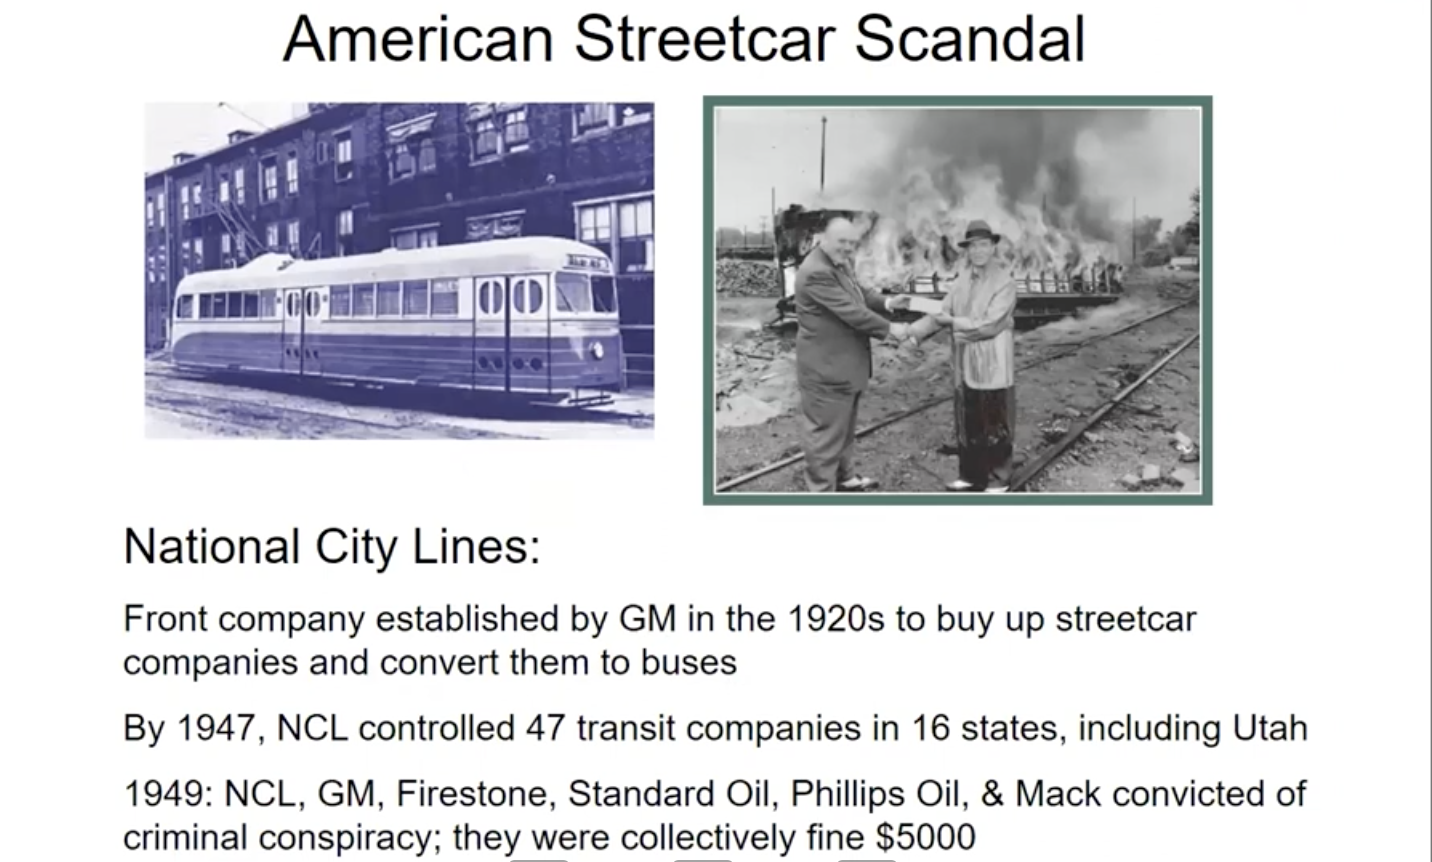 American Streetcar Scandal
National City Lines:
Front company established by GM in the 1920s to buy up streetcar
companies and convert them to buses
By 1947, NCL controlled 47 transit companies in 16 states, including Utah
1949: NCL, GM, Firestone, Standard Oil, Phillips Oil, & Mack convicted of
criminal conspiracy; they were collectively fine $5000